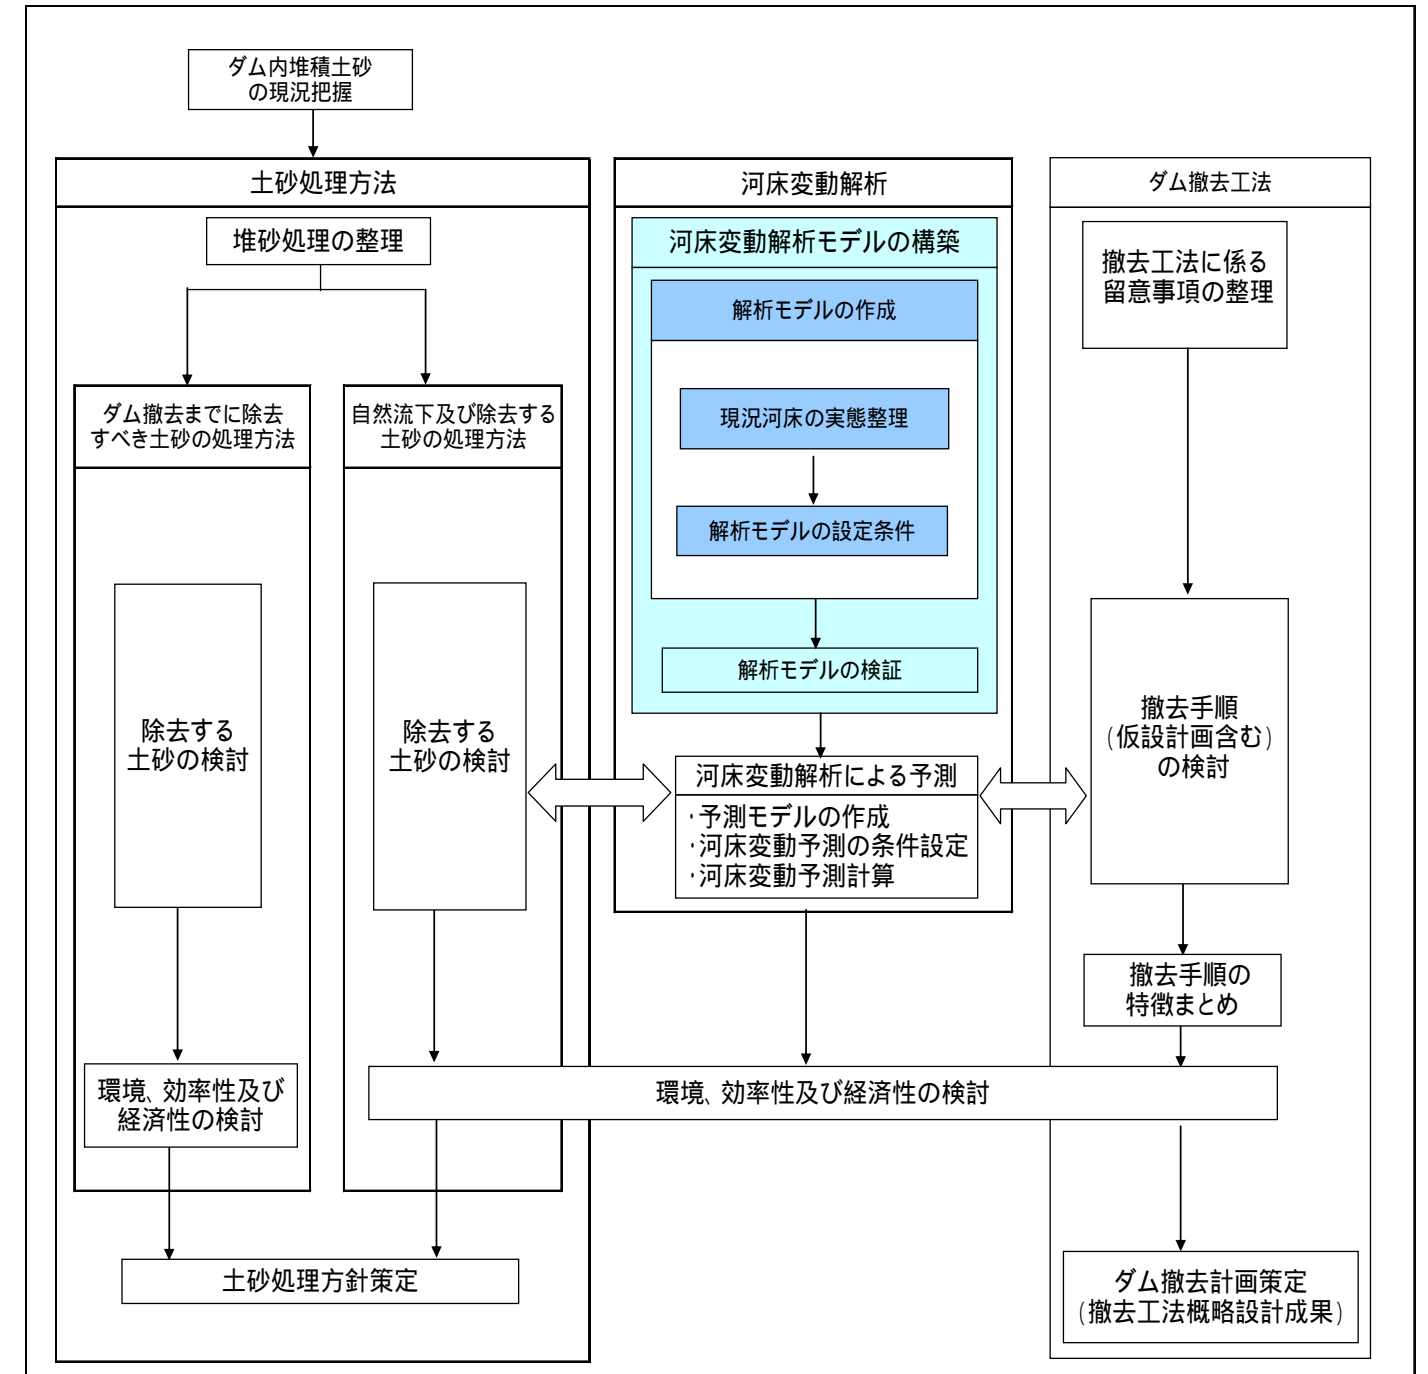 ダム内堆積土砂
の現況把握
土砂処理方法
堆砂処理の整理
ダム撤去までに除去
すべき土砂の処理方法
自然流下及び除去する
土砂の処理方法
除去する
土砂の検討
除去する
土砂の検討
環境、効率性及び
経済性の検討
土砂処理方針策定
河床変動解析
河床変動解析モデルの構築
解析モデルの作成
現況河床の実態整理
解析モデルの設定条件
解析モデルの検証
河床変動解析による予測
・予測モデルの作成
・河床変動予測の条件設定
・河床変動予測計算
環境、効率性及び経済性の検討
ダム撤去工法
撤去工法に係る
留意事項の整理
撤去手順
(仮設計画含む)
の検討
撤去手順の
特徴まとめ
ダム撤去計画策定
(撤去工法概略設計成果)